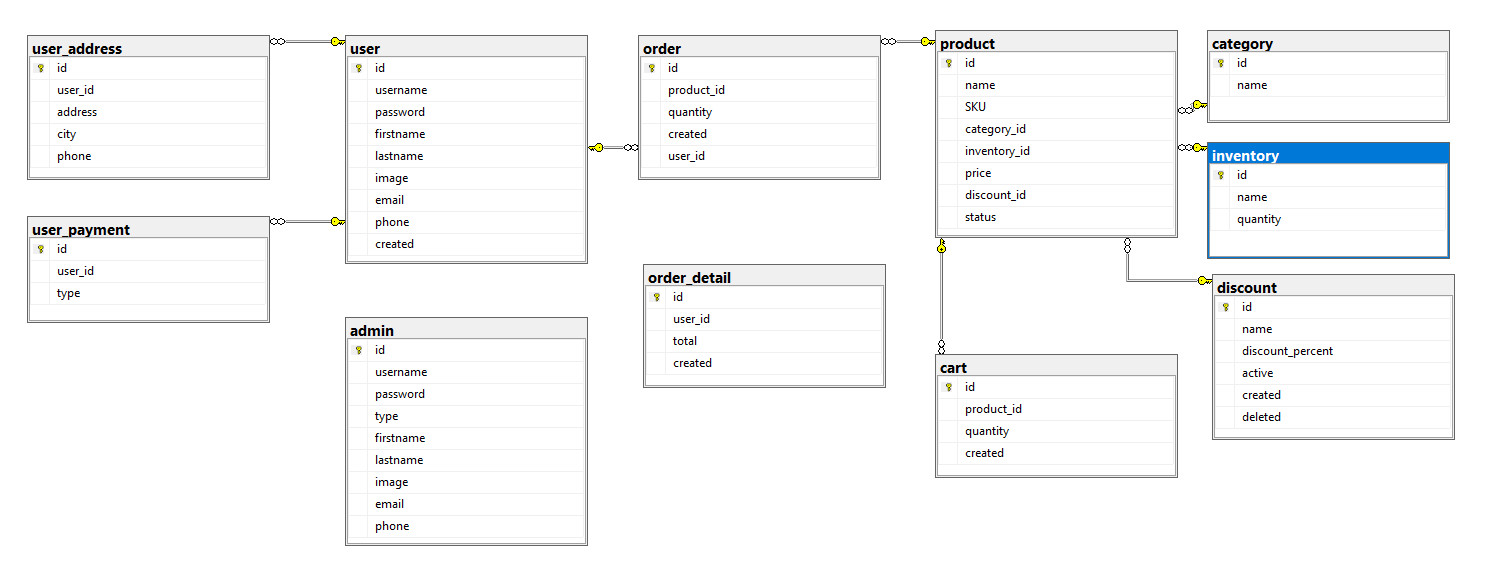 user_address
id
user_id
address
city
phone
user_payment
id
user_id
type
user
id
username
password
firstname
lastname
image
email
phone
created
admin
id
username
password
type
firstname
lastname
image
email
phone
order
id
product_id
quantity
created
user_id
order_detail
id
user_id
total
created
product
id
name
SKU
category_id
inventory_id
price
discount_id
status
cart
id
product_id
quantity
created
category
id
name
inventory
id
name
quantity
discount
id
name
discount_percent
active
created
deleted